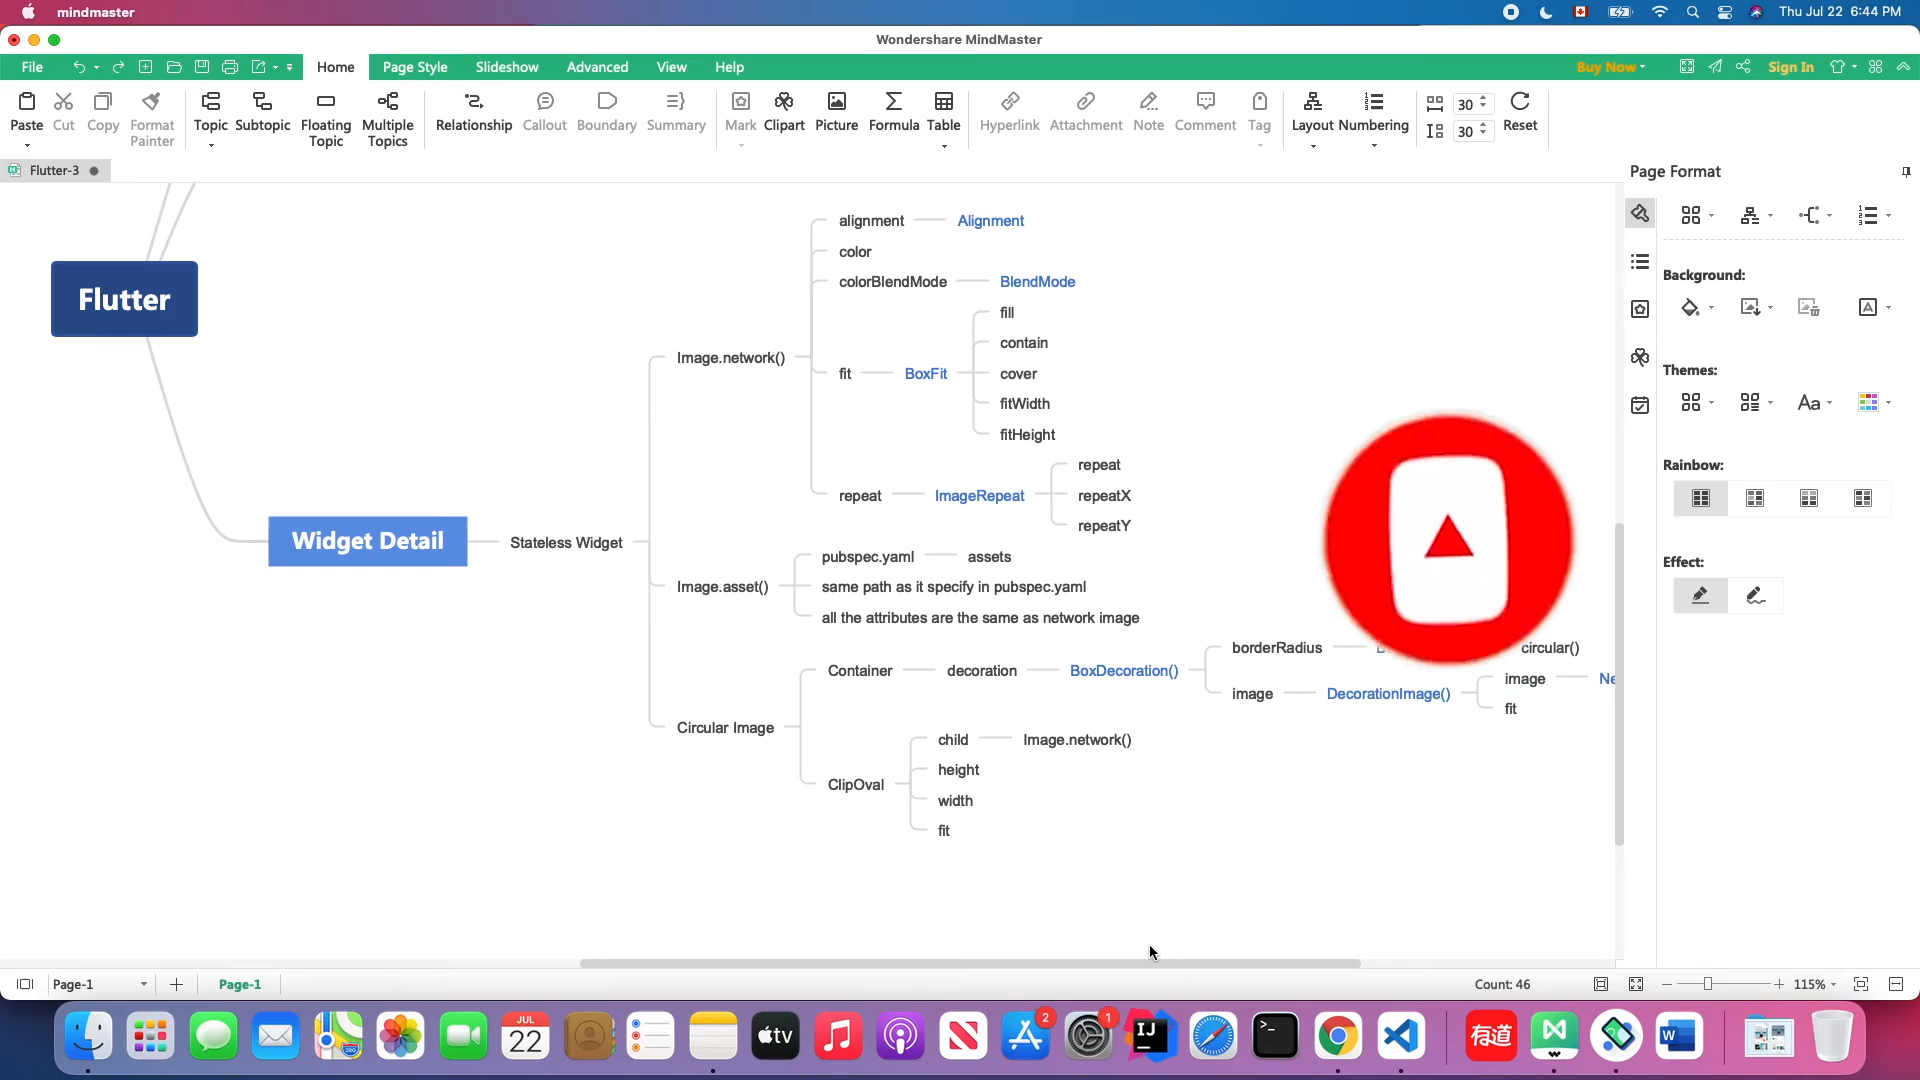 mindmaster
Thu Jul 22 6:44 PM
Wondershare MindMaster
File
Home
Page Style
Slideshow
Advanced
View
Help
Buy Now
Sign In
Paste
Cut
Copy
Format Painter
Topic
Subtopic
Floating Topic
Multiple Topics
Relationship
Callout
Boundary
Summary
Mark
Clipart
Picture
Formula
Table
Hyperlink
Attachment
Note
Comment
Tag
Layout
Numbering
30
30
Reset
Flutter-3
Page Format
Background:
Themes:
Aa
Rainbow:
Effect:
Flutter
Widget Detail
Stateless Widget
Image.network()
alignment
Alignment
color
colorBlendMode
BlendMode
fit
BoxFit
fill
contain
cover
fitWidth
fitHeight
repeat
ImageRepeat
repeat
repeatX
repeatY
Image.asset()
pubspec.yaml
assets
same path as it specify in pubspec.yaml
all the attributes are the same as network image
Circular Image
Container
decoration
BoxDecoration()
borderRadius
circular()
image
DecorationImage()
image
Ne
fit
ClipOval
child
Image.network()
height
width
fit
Page-1
Page-1
Count: 46
115%
JUL
22
tv
2
1
IJ
有道
W